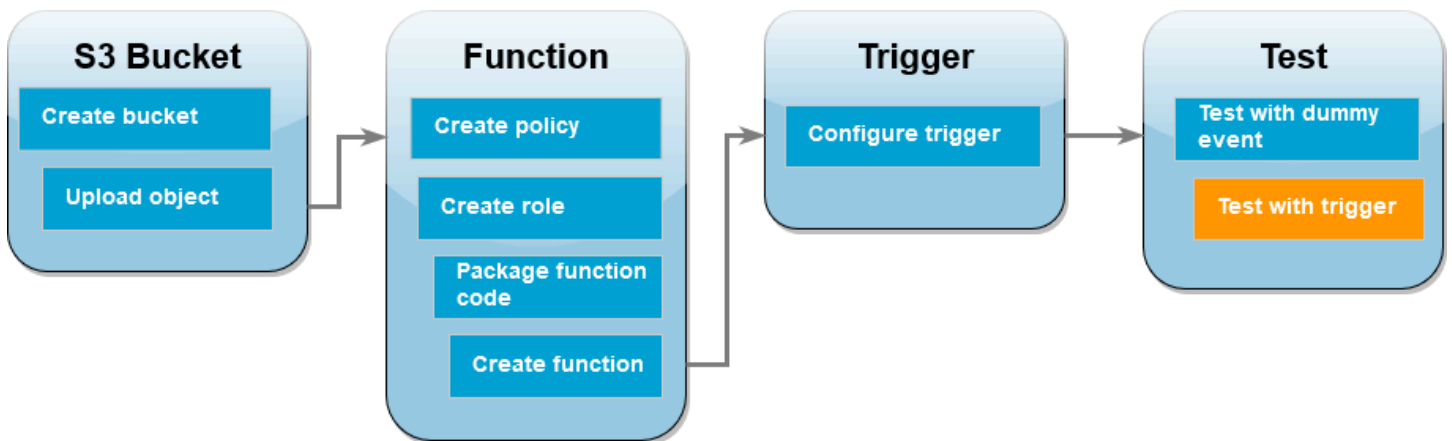 S3 Bucket
Create bucket
Upload object
Function
Create policy
Create role
Package function
code
Create function
Trigger
Configure trigger
Test
Test with dummy
event
Test with trigger